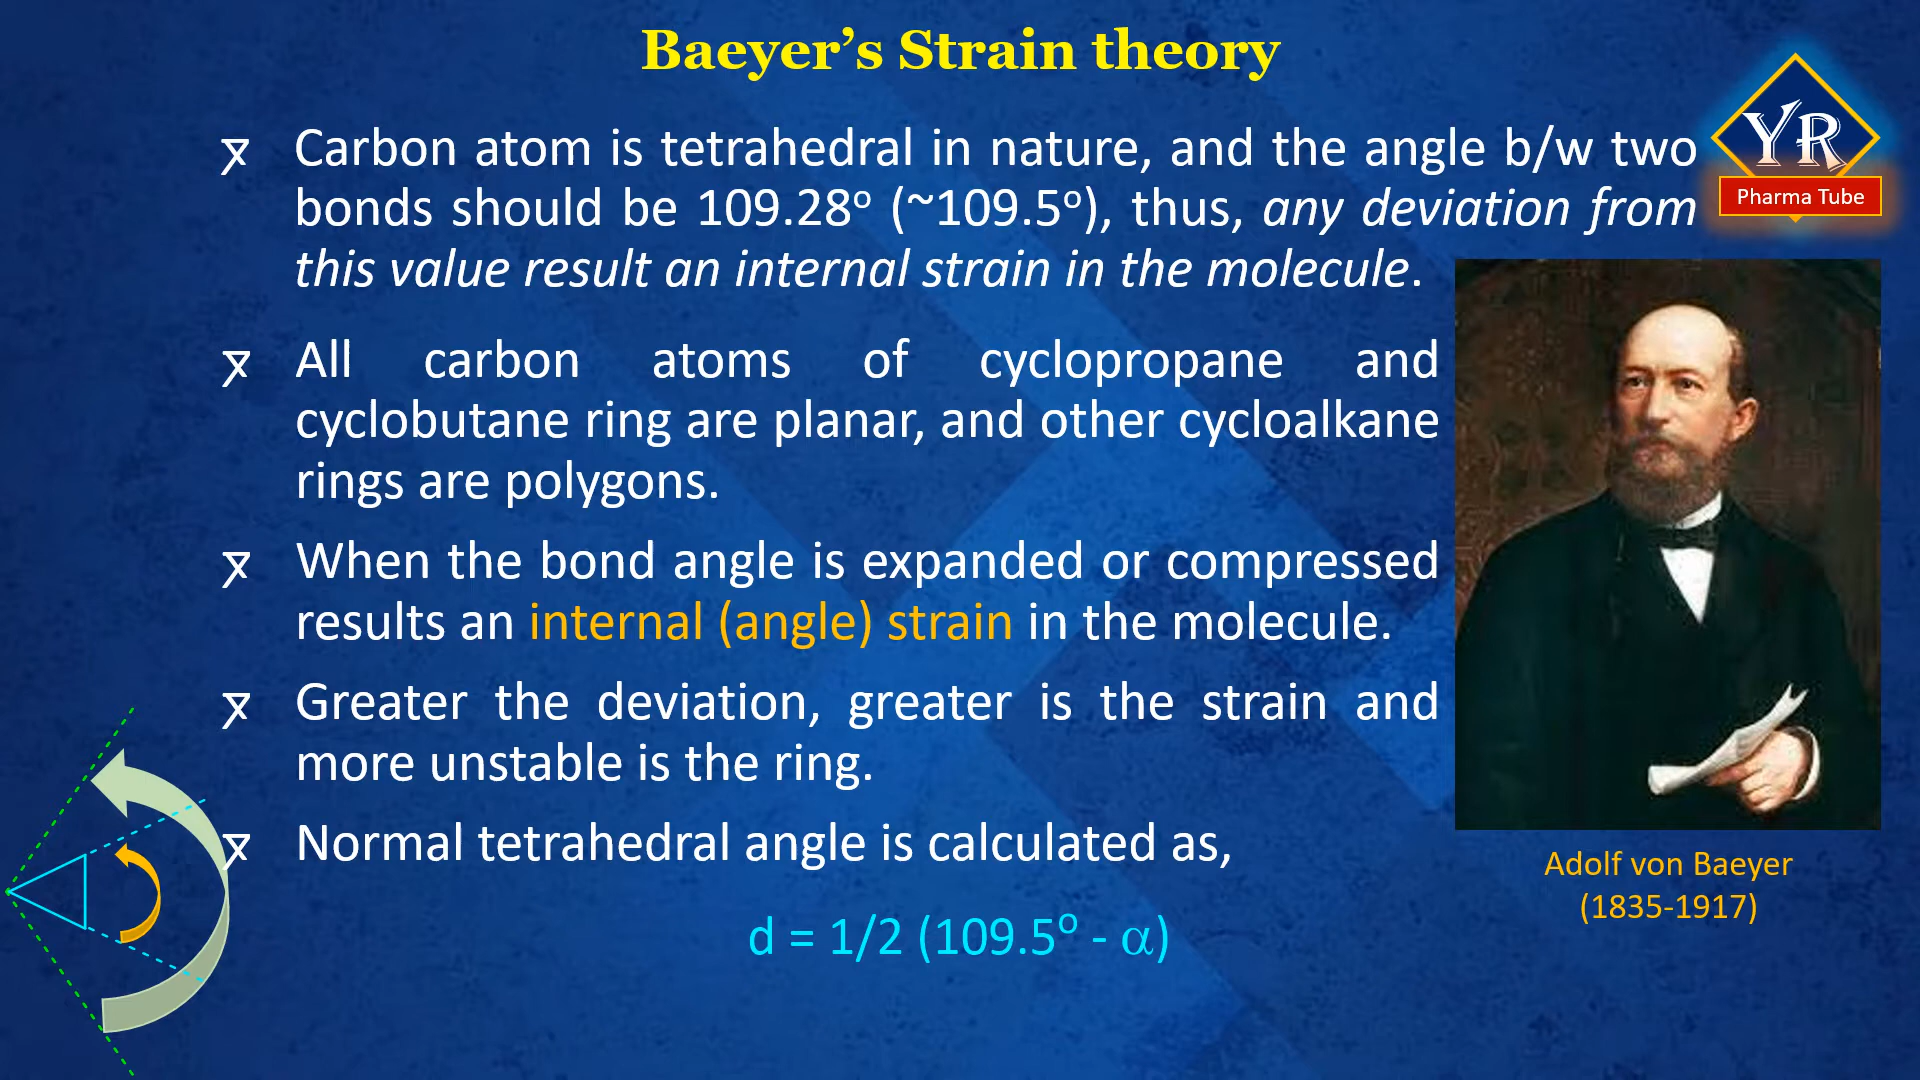 Baeyer’s Strain theory
YR
Pharma Tube
Carbon atom is tetrahedral in nature, and the angle b/w two
bonds should be 109.28º (~109.5º), thus, any deviation from
this value result an internal strain in the molecule.
All carbon atoms of cyclopropane and
cyclobutane ring are planar, and other cycloalkane
rings are polygons.
When the bond angle is expanded or compressed
results an internal (angle) strain in the molecule.
Greater the deviation, greater is the strain and
more unstable is the ring.
Normal tetrahedral angle is calculated as,
d = 1/2 (109.5º - α)
Adolf von Baeyer
(1835-1917)